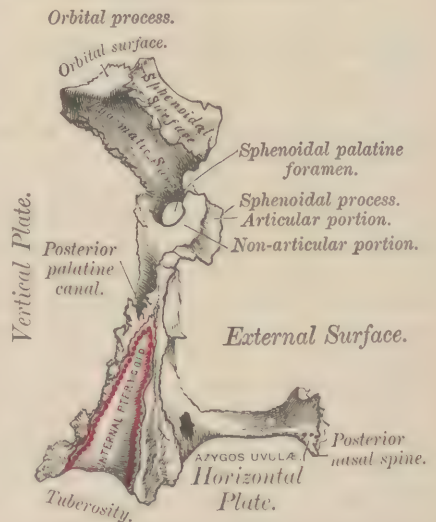 Orbital process.
Orbital surface.
Sphenoidal
Surface
Sphenoidal palatine
foramen.
Sphenoidal process.
Articular portion.
Non-articular portion.
Vertical Plate.
Posterior
palatine
canal.
External Surface.
INTERNAL PTERYGOID
AZYGOS UVULÆ
Horizontal
Plate.
Posterior
nasal spine.
Tuberosity.